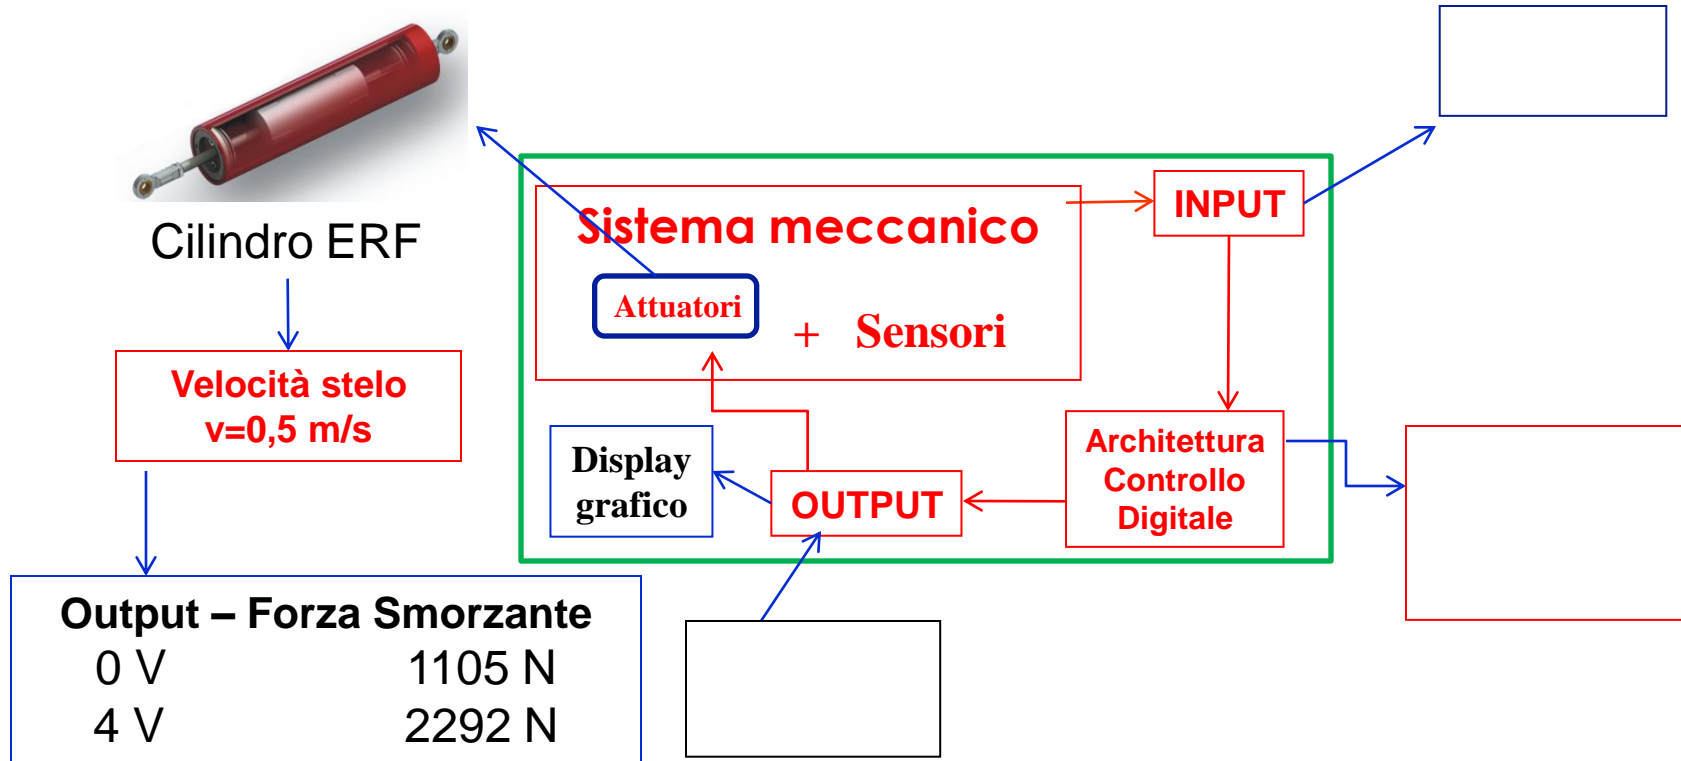 Cilindro ERF
Velocità stelo
v=0,5 m/s
Output – Forza Smorzante
0 V 1105 N
4 V 2292 N
Sistema meccanico
Attuatori
+ Sensori
INPUT
Architettura
Controllo
Digitale
OUTPUT
Display
grafico